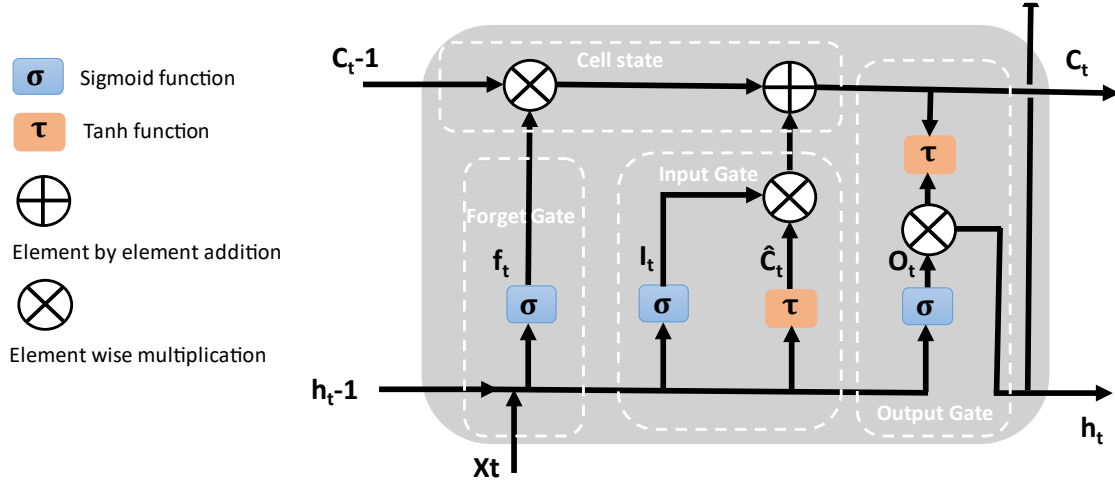 σ Sigmoid function
τ Tanh function
Element by element addition
Element wise multiplication
Cₜ-1
Cell state
Cₜ
τ
Input Gate
Forget Gate
fₜ
Iₜ
Ĉₜ
Oₜ
σ
σ
τ
σ
hₜ-1
Output Gate
hₜ
Xt